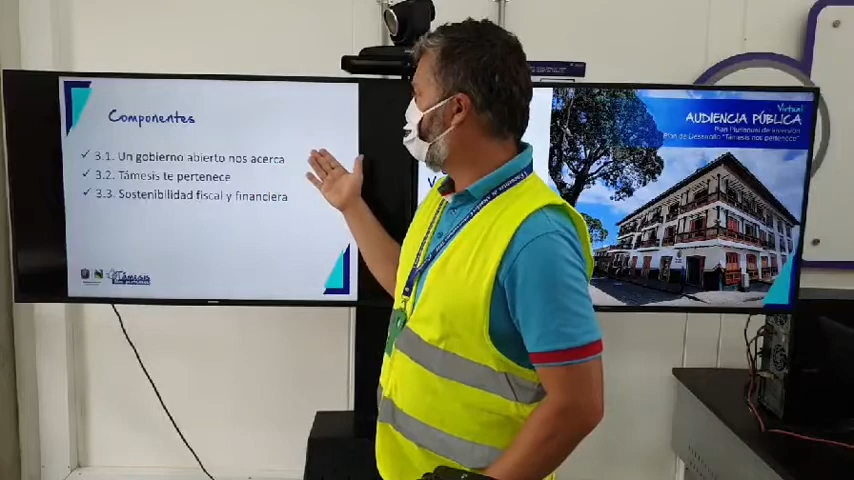 Componentes
✓ 3.1. Un gobierno abierto nos acerca
✓ 3.2. Támesis te pertenece
✓ 3.3. Sostenibilidad fiscal y financiera
Támesis
Virtual
AUDIENCIA PÚBLICA
Plan Plurianual de Inversión
Plan de Desarrollo "Támesis nos pertenece"